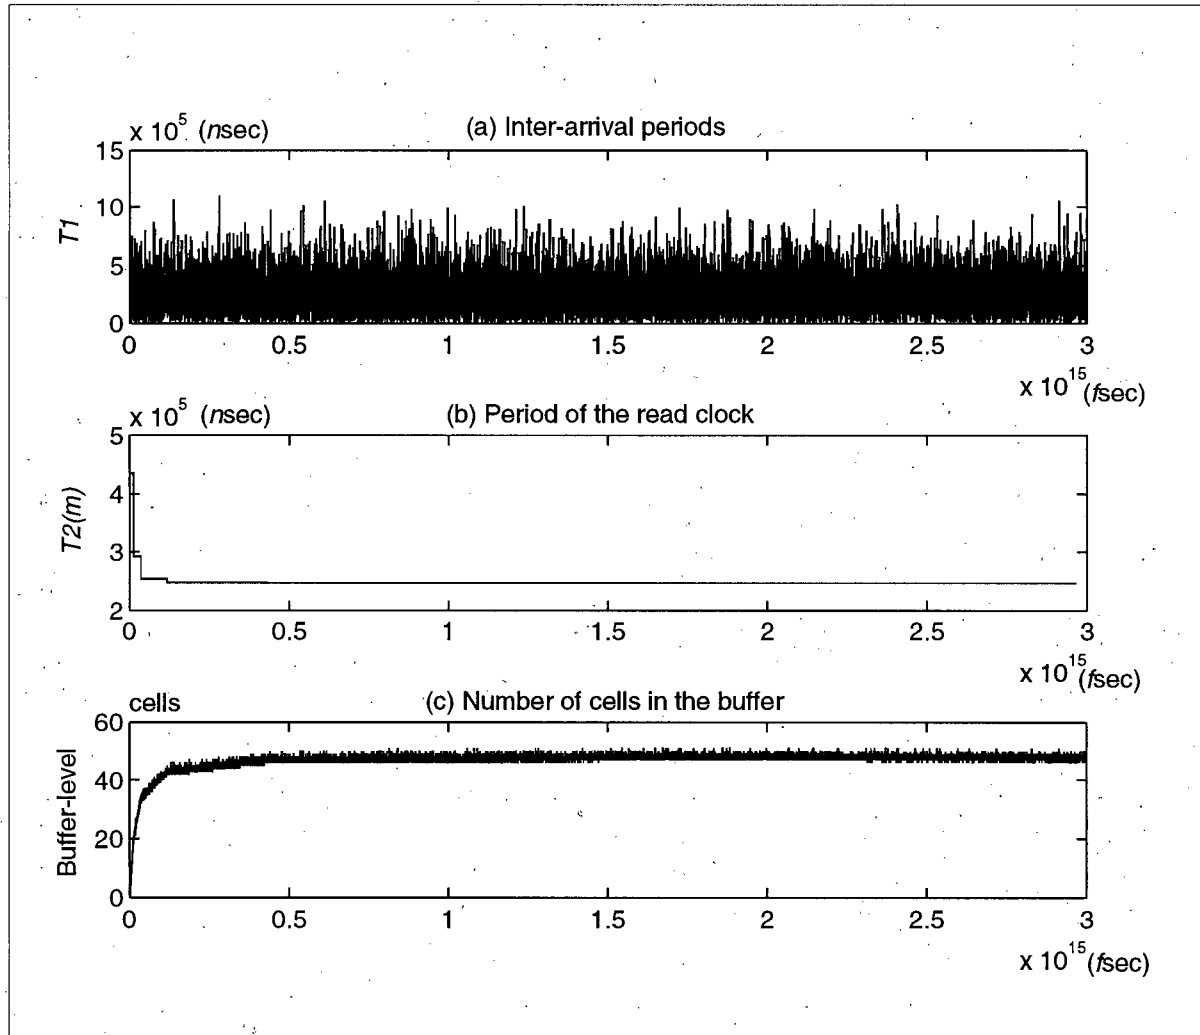 x 10^5 (nsec) (a) Inter-arrival periods
15
10
5
0
T1
0 0.5 1 1.5 2 2.5 3
x 10^15 (fsec)
x 10^5 (nsec) (b) Period of the read clock
5
4
3
2
T2(m)
0 0.5 1 1.5 2 2.5 3
x 10^15 (fsec)
cells (c) Number of cells in the buffer
60
40
20
0
Buffer-level
0 0.5 1 1.5 2 2.5 3
x 10^15 (fsec)